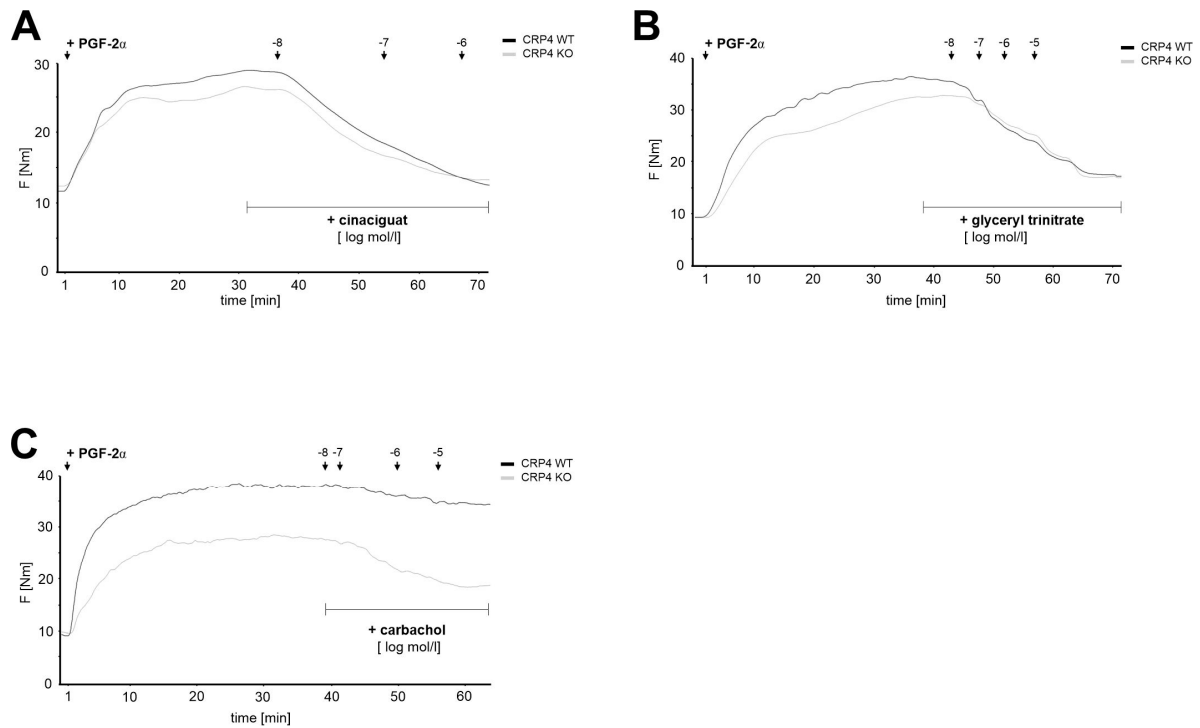 A
+ PGF-2α
-8
-7
-6
CRP4 WT
CRP4 KO
30
20
10
0
F [Nm]
+ cinaciguat
[ log mol/l]
1 10 20 30 40 50 60 70
time [min]
B
+ PGF-2α
-8 -7 -6 -5
CRP4 WT
CRP4 KO
40
30
20
10
0
F [Nm]
+ glyceryl trinitrate
[ log mol/l]
1 10 20 30 40 50 60 70
time [min]
C
+ PGF-2α
-8 -7 -6 -5
CRP4 WT
CRP4 KO
40
30
20
10
0
F [Nm]
+ carbachol
[ log mol/l]
1 10 20 30 40 50 60
time [min]